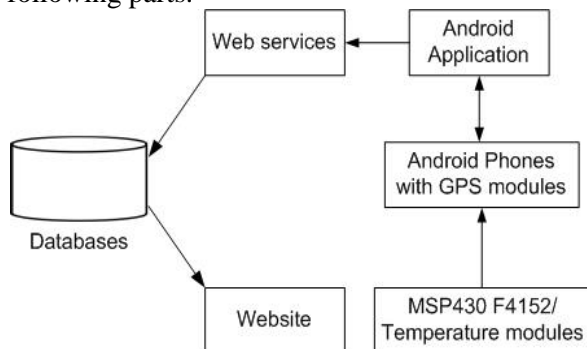 following parts.
Web services
Android
Application
Android Phones
with GPS modules
Databases
Website
MSP430 F4152/
Temperature modules